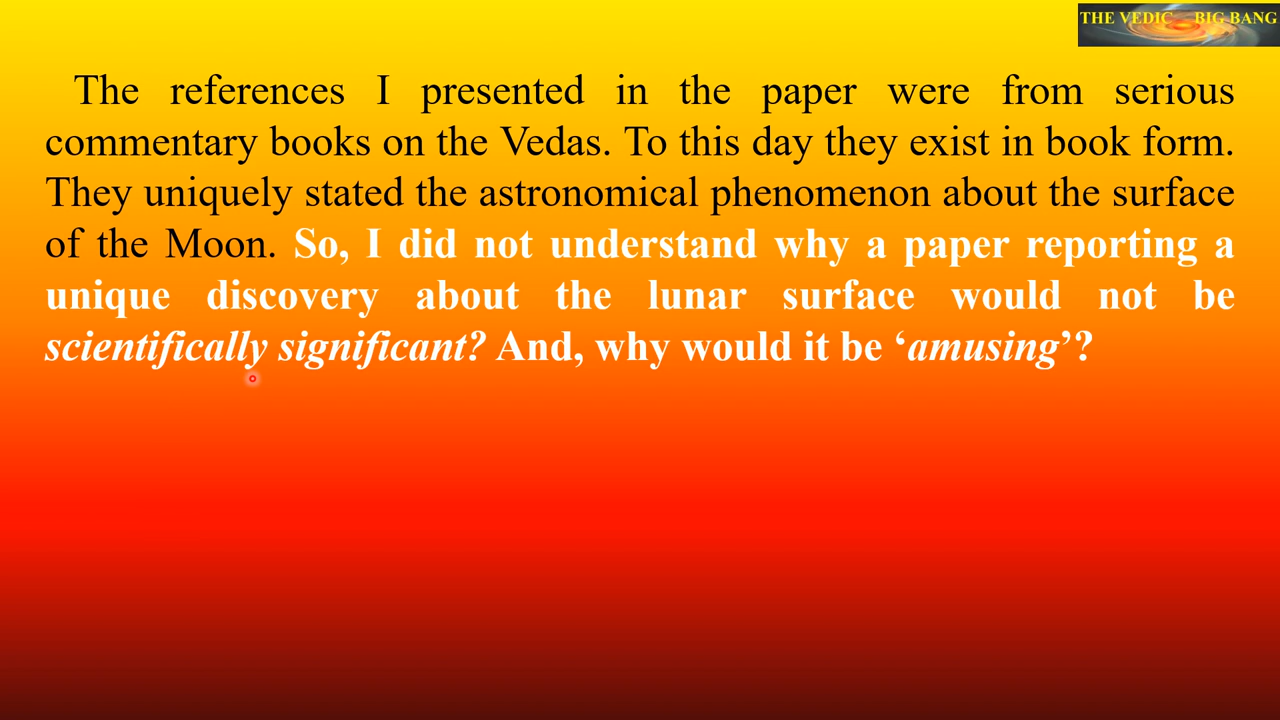 THE VEDIC BIG BANG
The references I presented in the paper were from serious
commentary books on the Vedas. To this day they exist in book form.
They uniquely stated the astronomical phenomenon about the surface
of the Moon. So, I did not understand why a paper reporting a
unique discovery about the lunar surface would not be
scientifically significant? And, why would it be ‘amusing’?